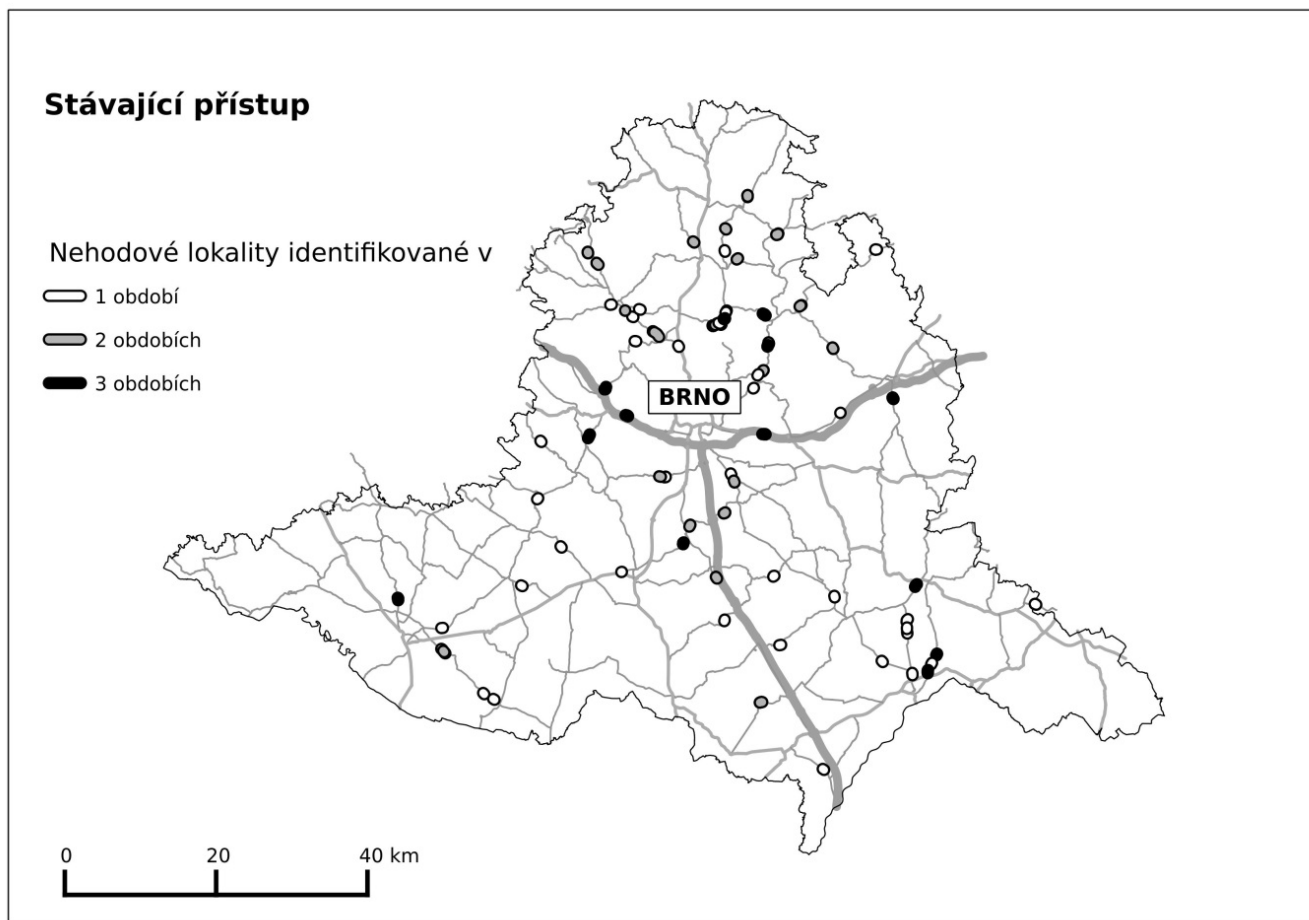 Stávající přístup
Nehodové lokality identifikované v
1 období
2 obdobích
3 obdobích
BRNO
0 20 40 km